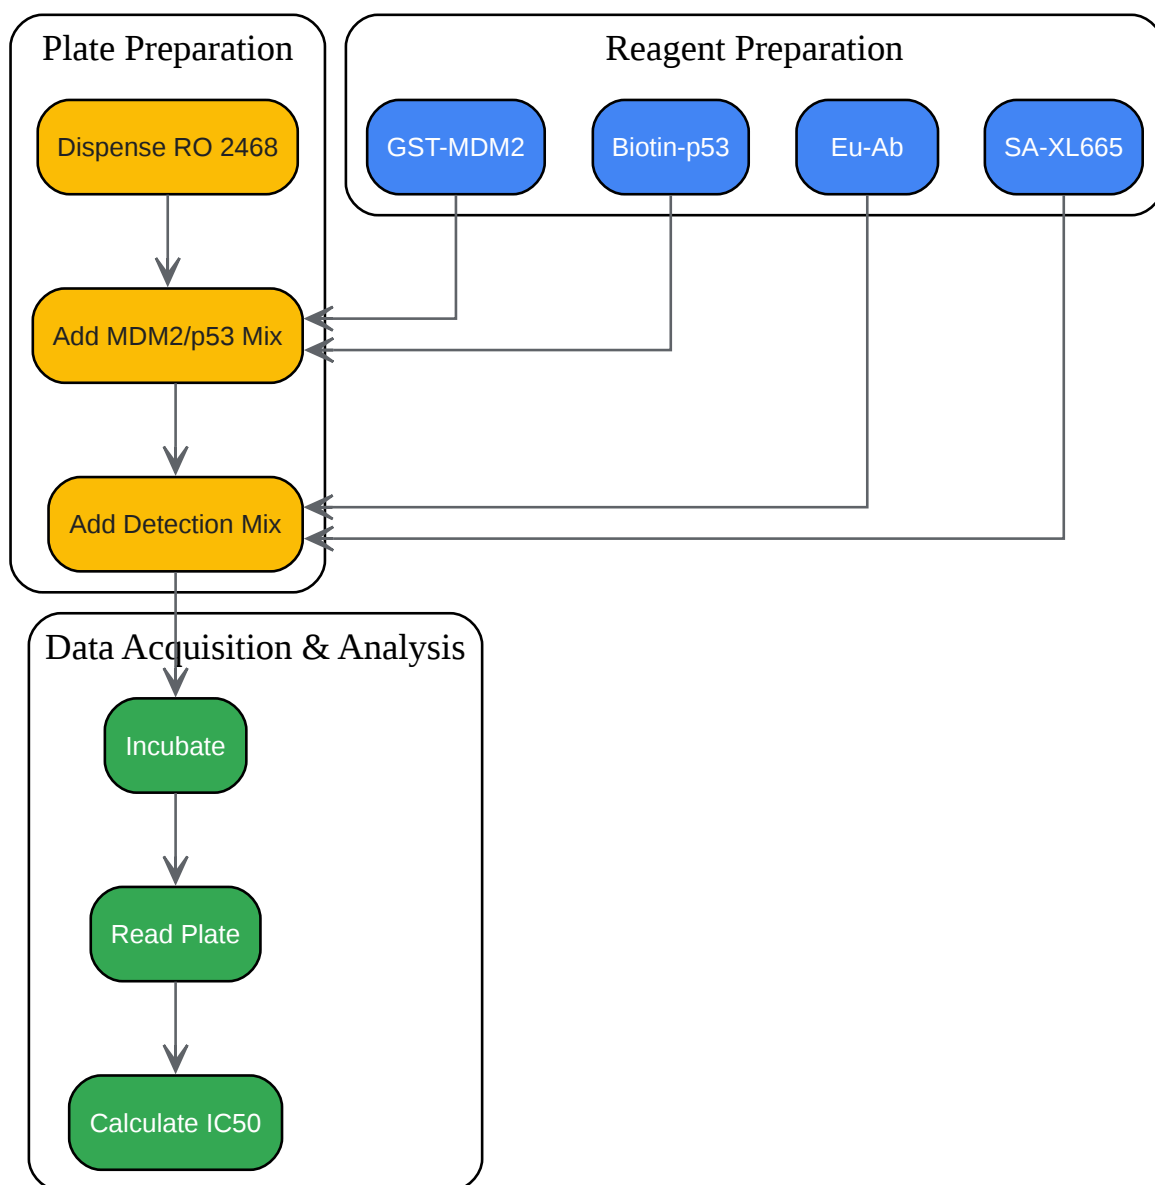 Plate Preparation
Dispense RO 2468
Add MDM2/p53 Mix
Add Detection Mix
Reagent Preparation
GST-MDM2
Biotin-p53
Eu-Ab
SA-XL665
Data Acquisition & Analysis
Incubate
Read Plate
Calculate IC50